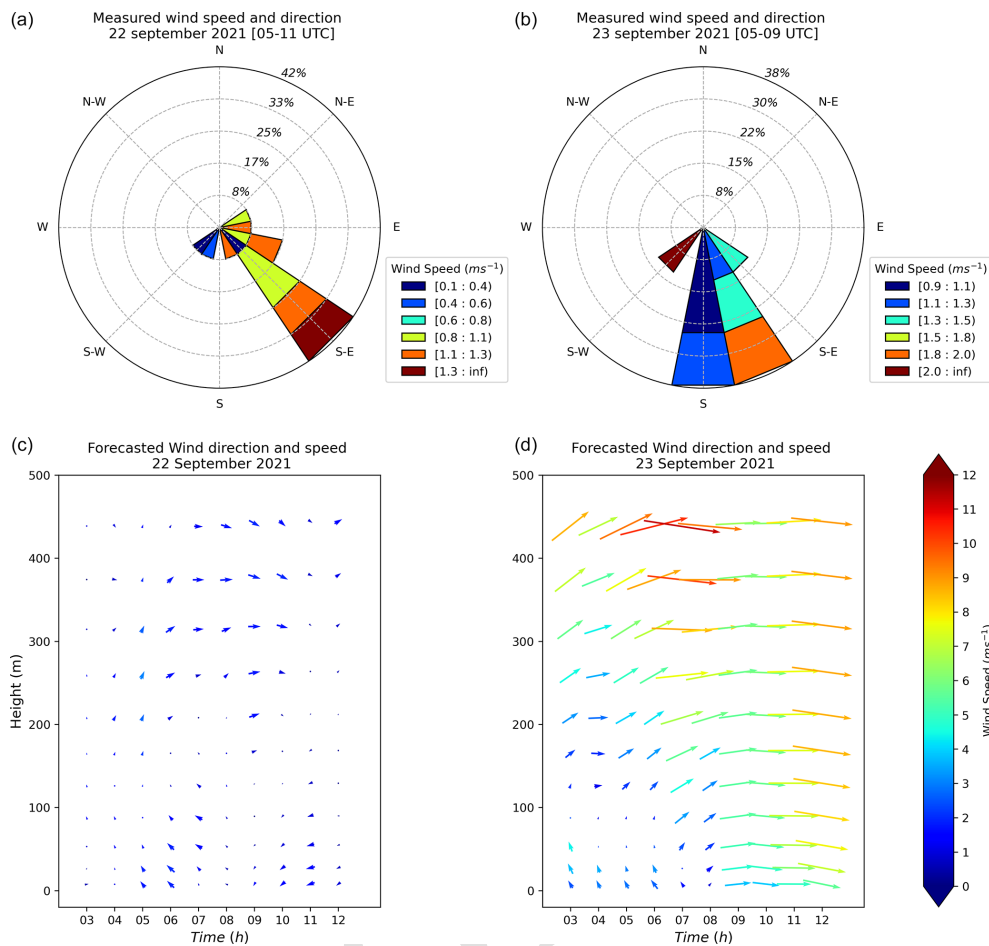 (a)
Measured wind speed and direction
22 september 2021 [05-11 UTC]
N
N-E
E
S-E
S
S-W
W
N-W
42%
33%
25%
17%
8%
Wind Speed (ms⁻¹)
[0.1 : 0.4)
[0.4 : 0.6)
[0.6 : 0.8)
[0.8 : 1.1)
[1.1 : 1.3)
[1.3 : inf)
(b)
Measured wind speed and direction
23 september 2021 [05-09 UTC]
N
N-E
E
S-E
S
S-W
W
N-W
38%
30%
22%
15%
8%
Wind Speed (ms⁻¹)
[0.9 : 1.1)
[1.1 : 1.3)
[1.3 : 1.5)
[1.5 : 1.8)
[1.8 : 2.0)
[2.0 : inf)
(c)
Forecasted Wind direction and speed
22 September 2021
Height (m)
500
400
300
200
100
0
03 04 05 06 07 08 09 10 11 12
Time (h)
(d)
Forecasted Wind direction and speed
23 September 2021
500
400
300
200
100
0
03 04 05 06 07 08 09 10 11 12
Time (h)
12
11
10
9
8
7
6
5
4
3
2
1
0
Wind Speed (ms⁻¹)